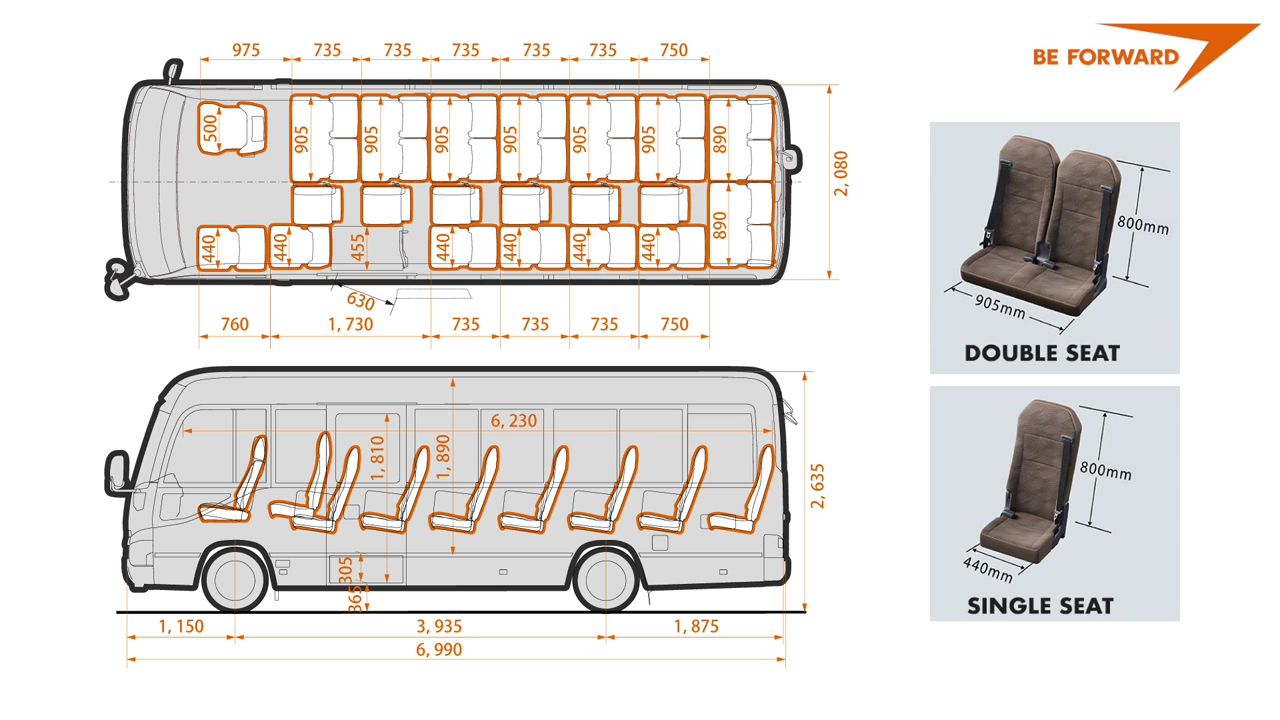 BE FORWARD
975 735 735 735 735 735 750
500 905 905 905 905 905 905 890
2,080
440 440 455 440 440 440 440 890
630
760 1,730 735 735 735 750
6,230
1,810 1,890
2,635
305
365
1,150 3,935 1,875
6,990
800mm
905mm
DOUBLE SEAT
800mm
440mm
SINGLE SEAT